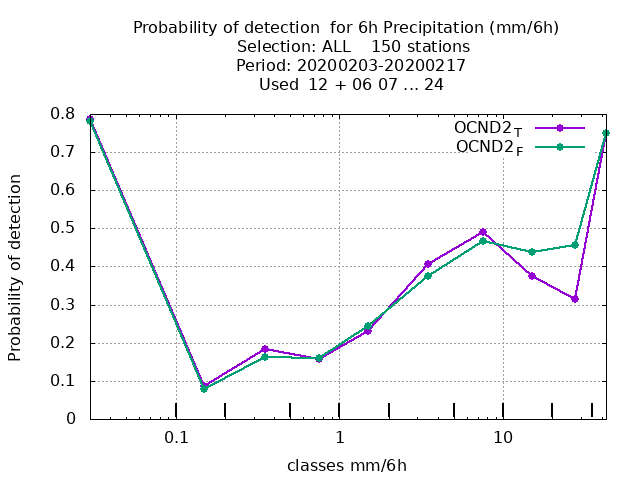 Probability of detection  for 6h Precipitation (mm/6h)
Selection: ALL    150 stations
Period: 20200203-20200217
Used  12 + 06 07 ... 24
OCND2T
OCND2F
Probability of detection
0.8
0.7
0.6
0.5
0.4
0.3
0.2
0.1
0
0.1 1 10
classes mm/6h